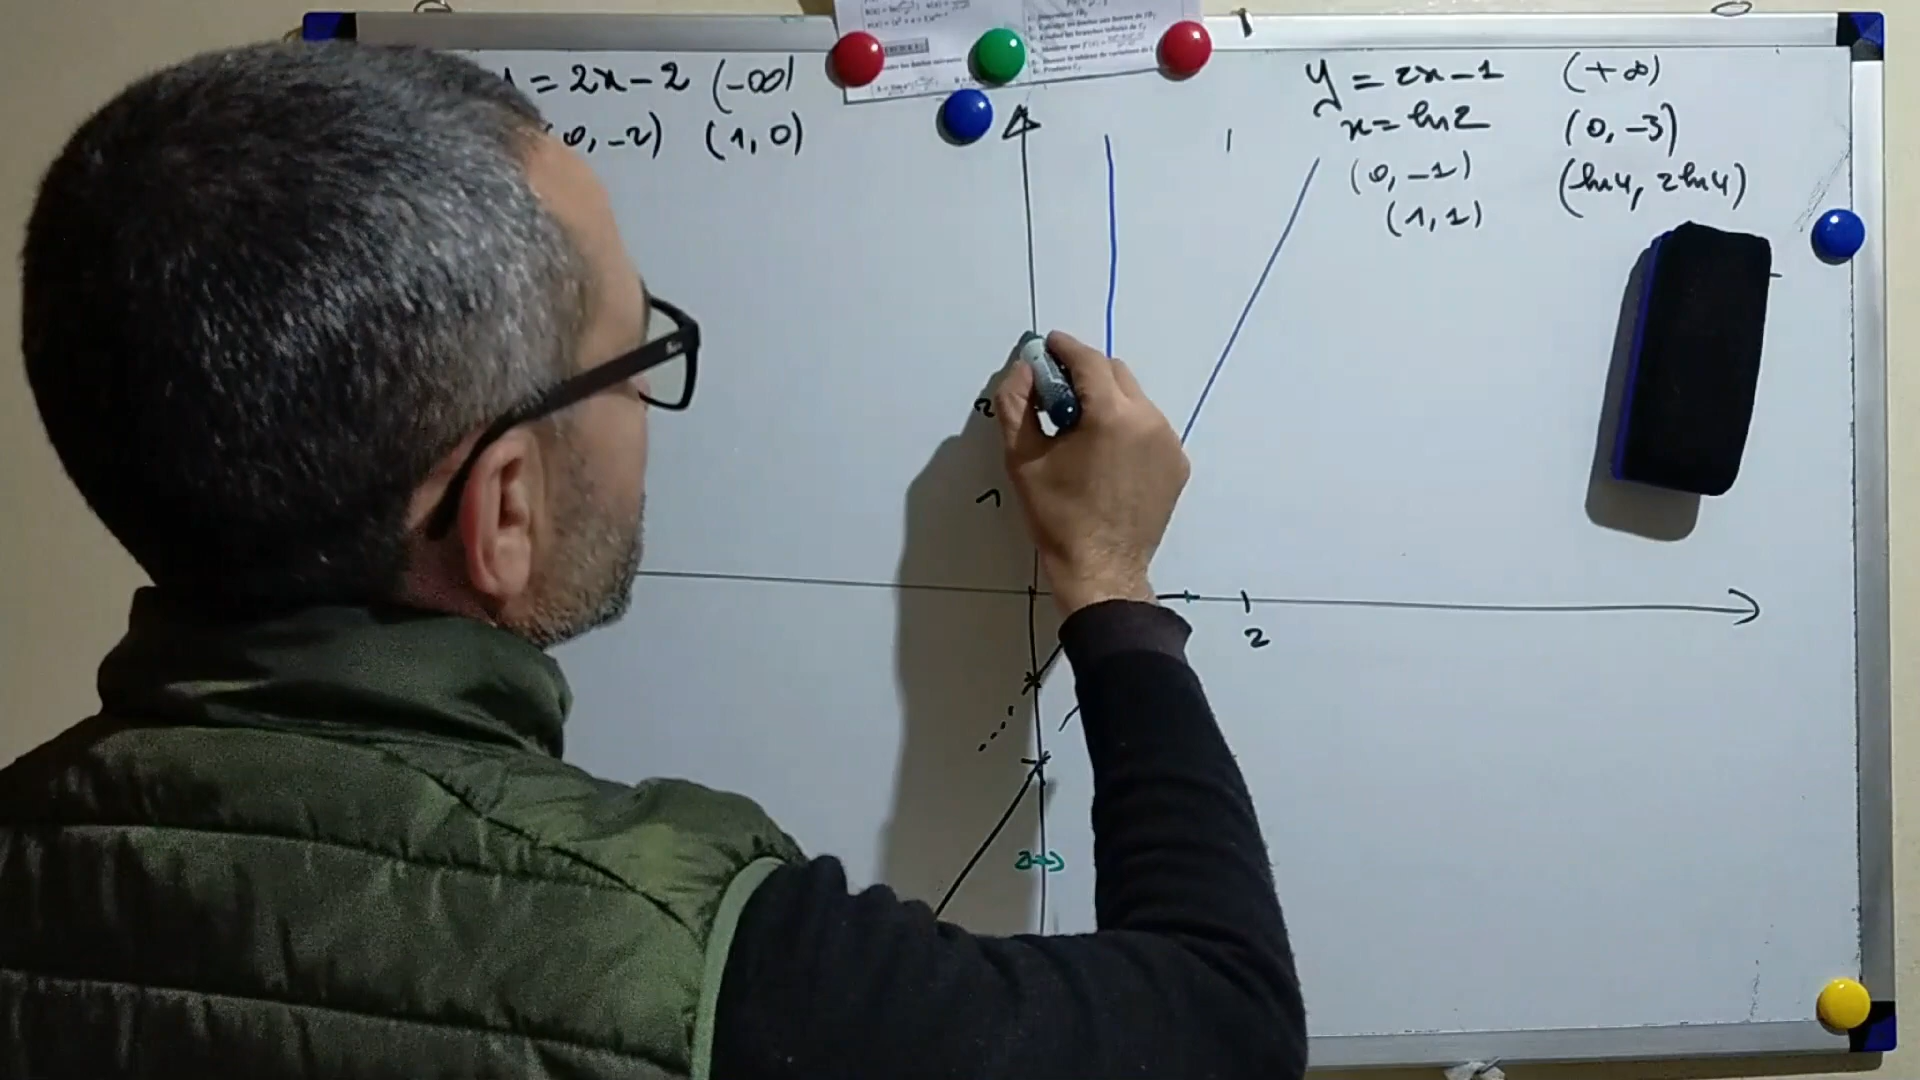 = 2x - 2 (-∞)
, -2) (1, 0)
y = 2x - 1 (+∞)
x = ln2 (0, -3)
(0, -1) (ln4, 2ln4)
(1, 1)
2
1
2
EXERCICE